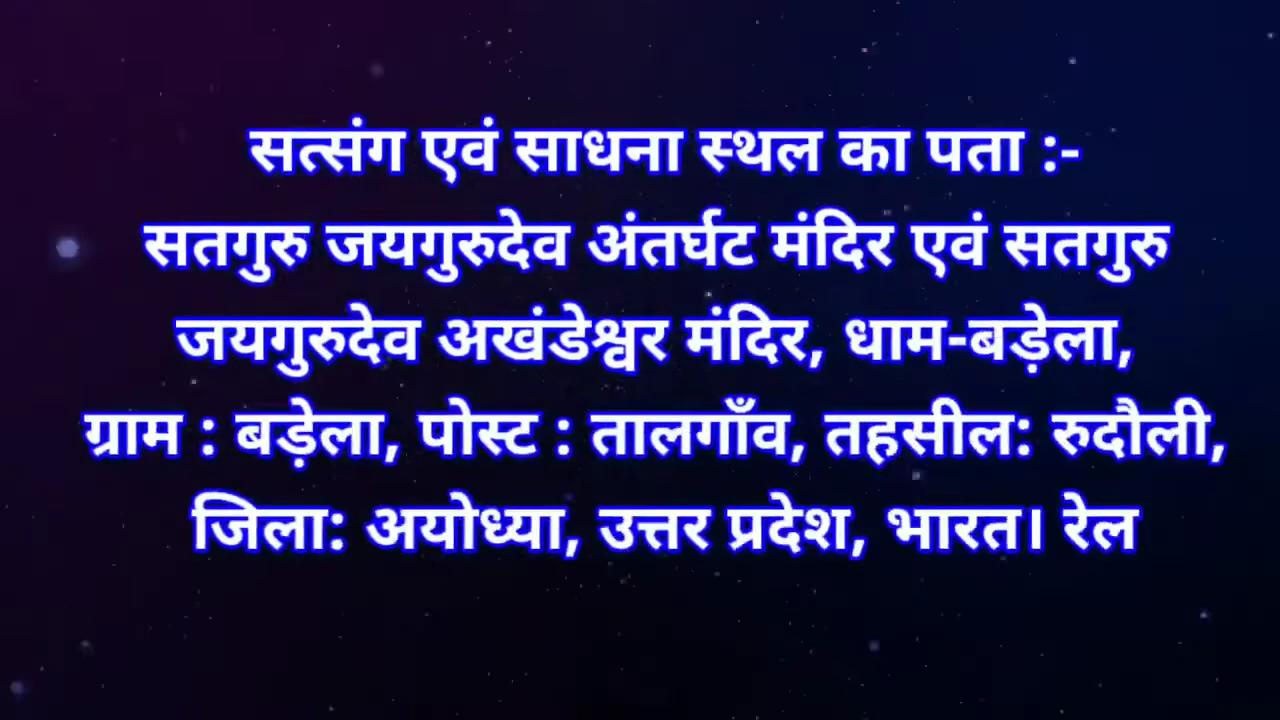 सत्संग एवं साधना स्थल का पता :-
सतगुरु जयगुरुदेव अंतर्घट मंदिर एवं सतगुरु
जयगुरुदेव अखंडेश्वर मंदिर, धाम-बड़ेला,
ग्राम : बड़ेला, पोस्ट : तालगाँव, तहसील: रुदौली,
जिला: अयोध्या, उत्तर प्रदेश, भारत। रेल